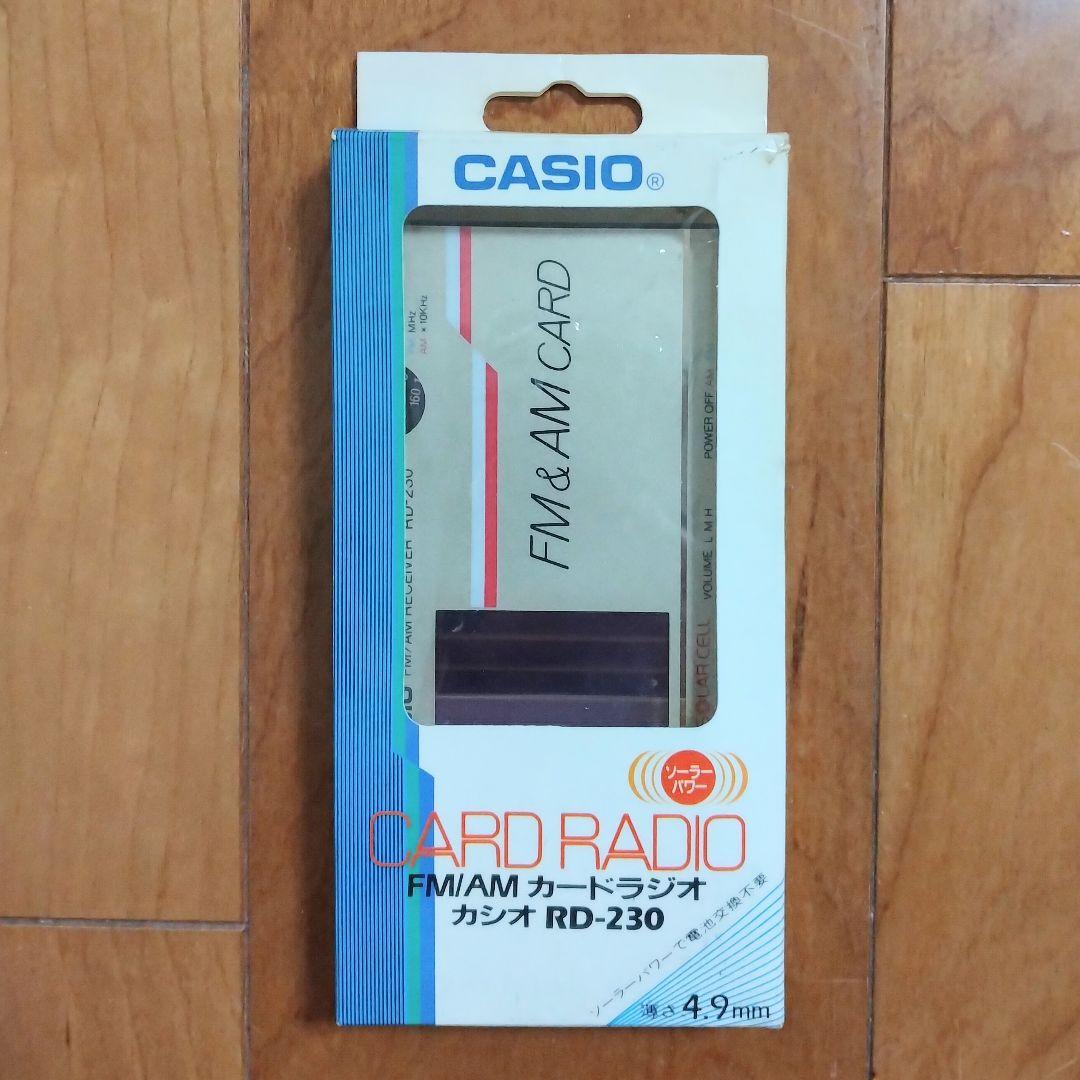 CASIO®
FM & AM CARD
MHz
AM ×10KHz
160
FM/AM RECEIVER RD-230
POWER OFF AM
VOLUME L M H
ソーラー
パワー
CARD RADIO
FM/AM カードラジオ
カシオ RD-230
ソーラーパワーで電池交換不要
薄さ 4.9mm